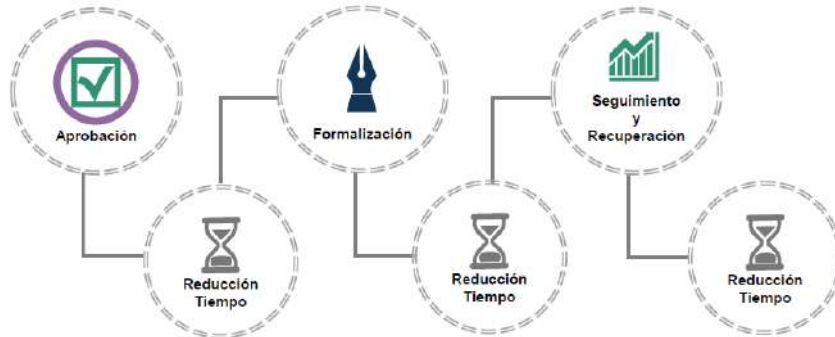 Aprobación
Reducción
Tiempo
Formalización
Reducción
Tiempo
Seguimiento
y
Recuperación
Reducción
Tiempo